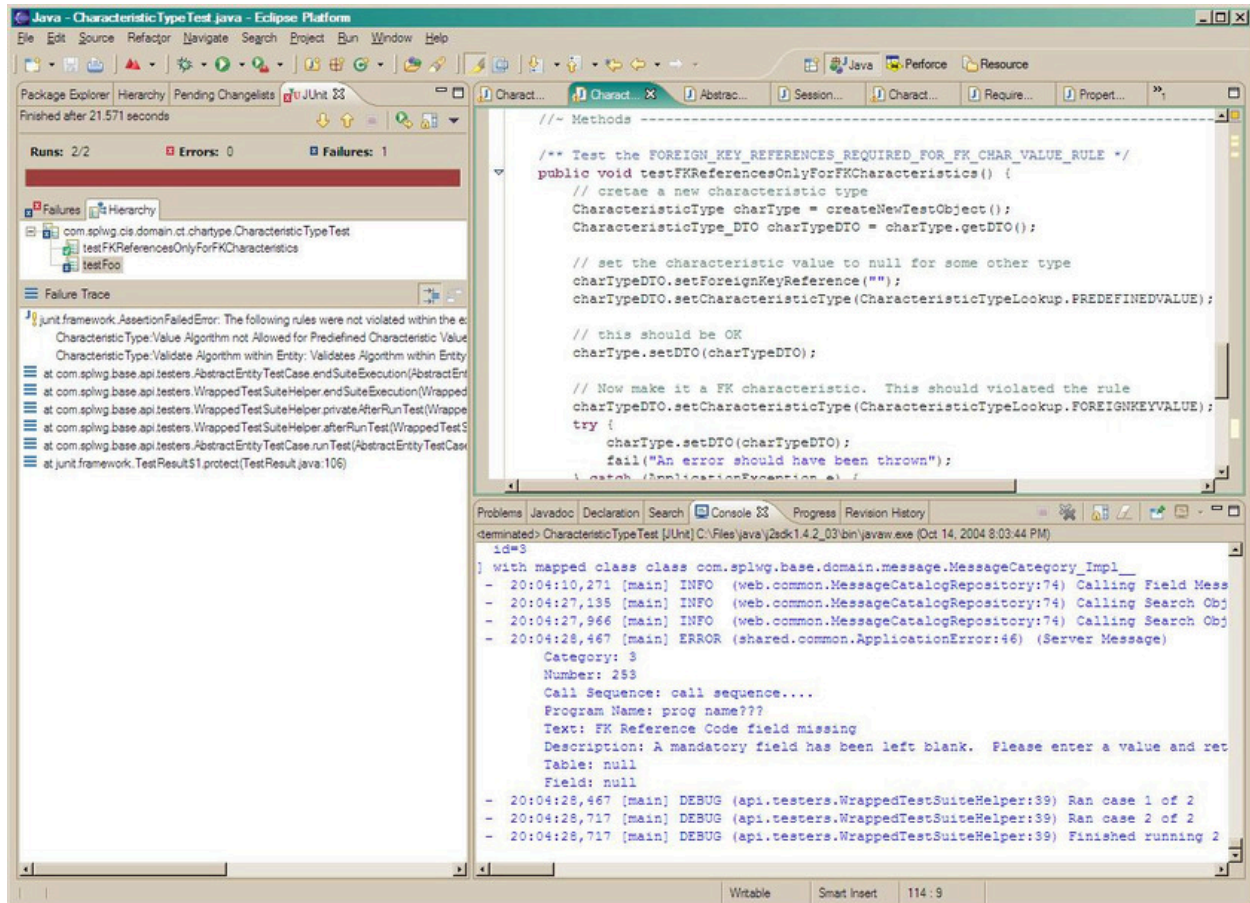 Java - CharacteristicTypeTest.java - Eclipse Platform
File Edit Source Refactor Navigate Search Project Run Window Help
Java Perforce Resource
Package Explorer Hierarchy Pending Changelists JUnit
Charact... Charact... Abstrac... Session... Charact... Require... Propert... »1
Finished after 21.571 seconds
Runs: 2/2 Errors: 0 Failures: 1
Failures Hierarchy
com.splwg.cis.domain.ct.chartype.CharacteristicTypeTest
testFKReferencesOnlyForFKCharacteristics
testFoo
Failure Trace
junit.framework.AssertionFailedError: The following rules were not violated within the e
CharacteristicType:Value Algorithm not Allowed for Predefined Characteristic Value
CharacteristicType:Validate Algorithm within Entity: Validates Algorithm within Entity
at com.splwg.base.api.testers.AbstractEntityTestCase.endSuiteExecution(AbstractEnt
at com.splwg.base.api.testers.WrappedTestSuiteHelper.endSuiteExecution(Wrapped
at com.splwg.base.api.testers.WrappedTestSuiteHelper.privateAfterRunTest(Wrappe
at com.splwg.base.api.testers.WrappedTestSuiteHelper.afterRunTest(WrappedTestS
at com.splwg.base.api.testers.AbstractEntityTestCase.runTest(AbstractEntityTestCase
at junit.framework.TestResult$1.protect(TestResult.java:106)
//~ Methods ------------------------------------------------------------------
/** Test the FOREIGN_KEY_REFERENCES_REQUIRED_FOR_FK_CHAR_VALUE_RULE */
public void testFKReferencesOnlyForFKCharacteristics() {
// cretae a new characteristic type
CharacteristicType charType = createNewTestObject();
CharacteristicType_DTO charTypeDTO = charType.getDTO();
// set the characteristic value to null for some other type
charTypeDTO.setForeignKeyReference("");
charTypeDTO.setCharacteristicType(CharacteristicTypeLookup.PREDEFINEDVALUE);
// this should be OK
charType.setDTO(charTypeDTO);
// Now make it a FK characteristic.  This should violated the rule
charTypeDTO.setCharacteristicType(CharacteristicTypeLookup.FOREIGNKEYVALUE);
try {
charType.setDTO(charTypeDTO);
fail("An error should have been thrown");
} catch (ApplicationException e) {
Problems Javadoc Declaration Search Console Progress Revision History
<terminated> CharacteristicTypeTest [JUnit] C:\Files\java\j2sdk1.4.2_03\bin\javaw.exe (Oct 14, 2004 8:03:44 PM)
id=3
] with mapped class class com.splwg.base.domain.message.MessageCategory_Impl__
- 20:04:10,271 [main] INFO (web.common.MessageCatalogRepository:74) Calling Field Mess
- 20:04:27,135 [main] INFO (web.common.MessageCatalogRepository:74) Calling Search Obj
- 20:04:27,966 [main] INFO (web.common.MessageCatalogRepository:74) Calling Search Obj
- 20:04:28,467 [main] ERROR (shared.common.ApplicationError:46) (Server Message)
Category: 3
Number: 253
Call Sequence: call sequence....
Program Name: prog name???
Text: FK Reference Code field missing
Description: A mandatory field has been left blank.  Please enter a value and ret
Table: null
Field: null
- 20:04:28,467 [main] DEBUG (api.testers.WrappedTestSuiteHelper:39) Ran case 1 of 2
- 20:04:28,717 [main] DEBUG (api.testers.WrappedTestSuiteHelper:39) Ran case 2 of 2
- 20:04:28,717 [main] DEBUG (api.testers.WrappedTestSuiteHelper:39) Finished running 2
Writable Smart Insert 114 : 9